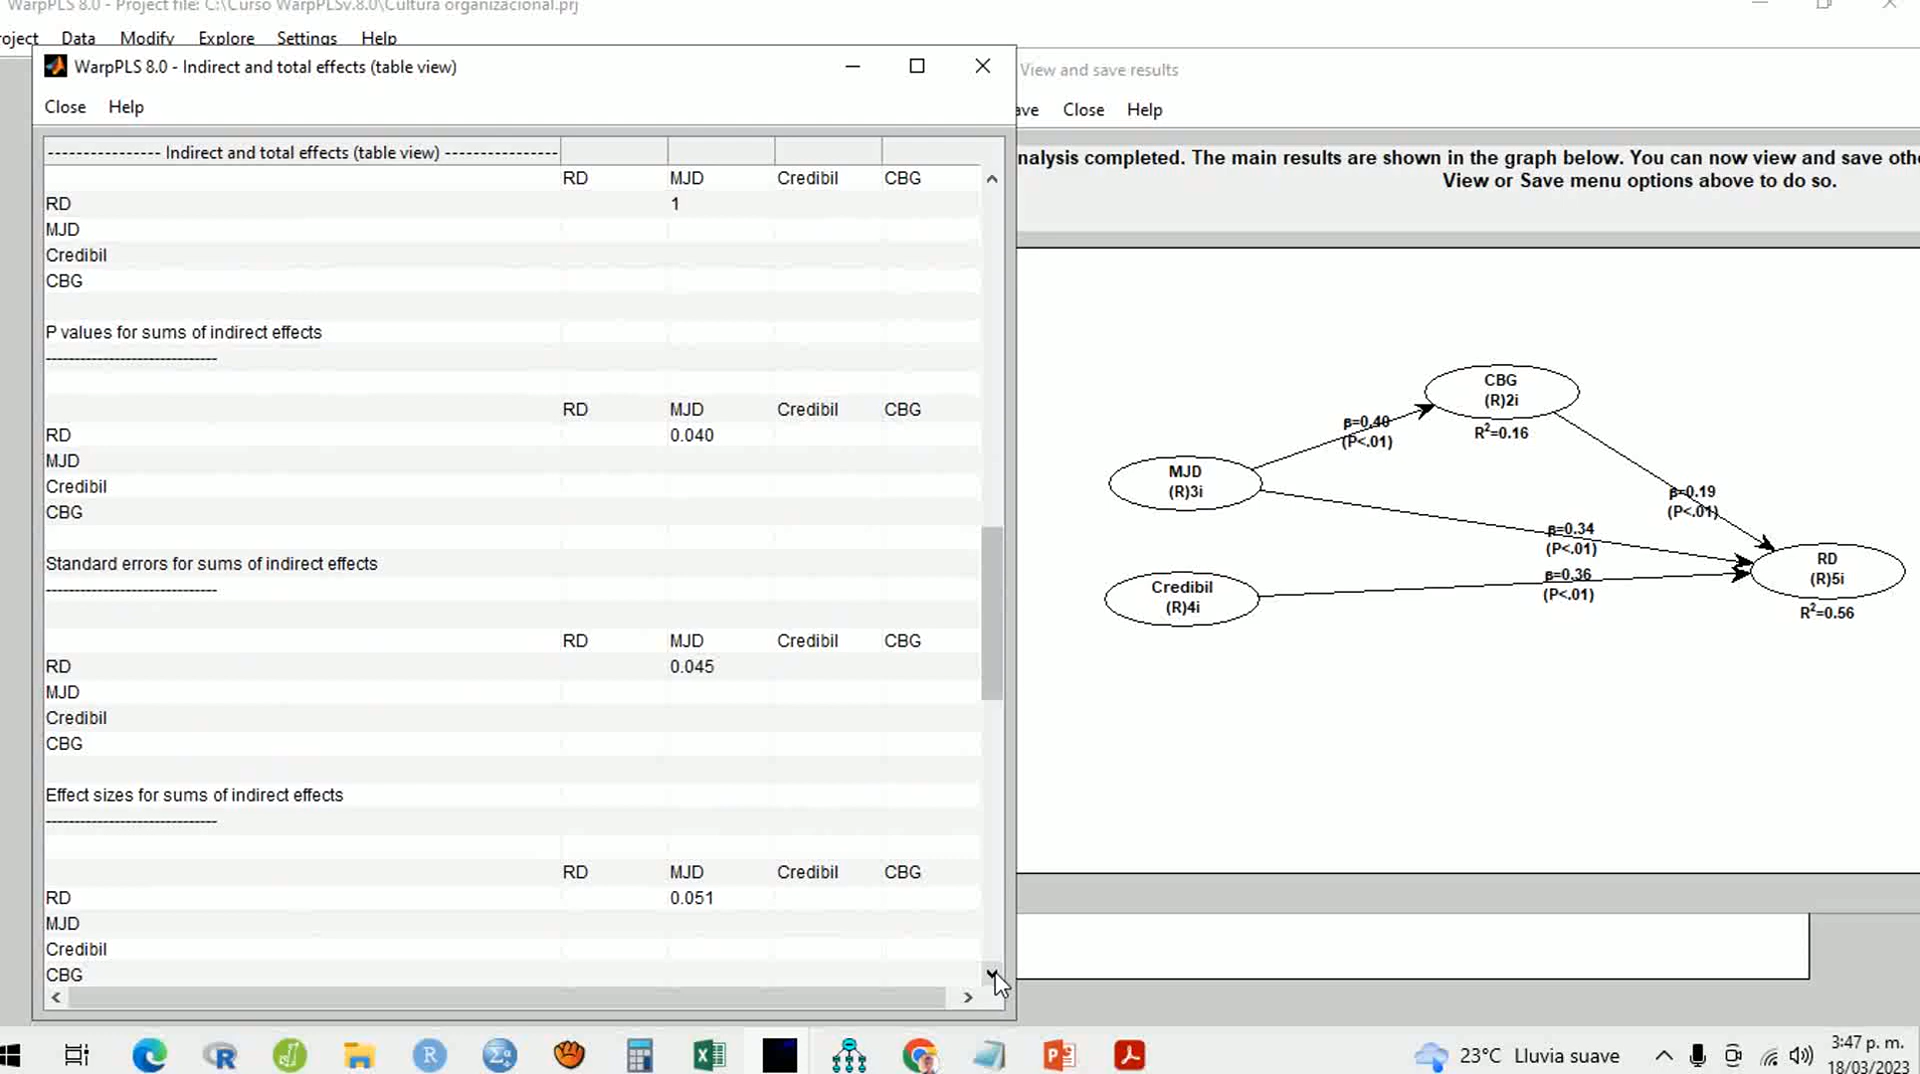 WarpPLS 8.0 - Project file: C:\Curso WarpPLSv.8.0\Cultura organizacional.prj
roject Data Modify Explore Settings Help
WarpPLS 8.0 - Indirect and total effects (table view)
Close Help
---------------- Indirect and total effects (table view) ----------------
RD MJD Credibil CBG
RD 1
MJD
Credibil
CBG
P values for sums of indirect effects
------------------------------
RD MJD Credibil CBG
RD 0.040
MJD
Credibil
CBG
Standard errors for sums of indirect effects
------------------------------
RD MJD Credibil CBG
RD 0.045
MJD
Credibil
CBG
Effect sizes for sums of indirect effects
------------------------------
RD MJD Credibil CBG
RD 0.051
MJD
Credibil
CBG
View and save results
ave Close Help
nalysis completed. The main results are shown in the graph below. You can now view and save othe
View or Save menu options above to do so.
CBG
(R)2i
R²=0.16
β=0.40
(P<.01)
MJD
(R)3i
β=0.19
(P<.01)
β=0.34
(P<.01)
RD
(R)5i
R²=0.56
β=0.36
(P<.01)
Credibil
(R)4i
23°C Lluvia suave
3:47 p. m.
18/03/2023